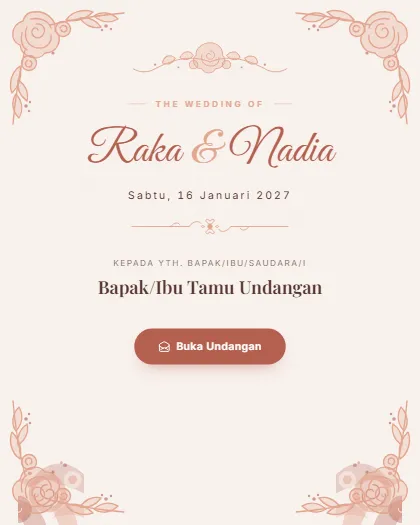 THE WEDDING OF
Raka & Nadia
Sabtu, 16 Januari 2027
KEPADA YTH. BAPAK/IBU/SAUDARA/I
Bapak/Ibu Tamu Undangan
Buka Undangan